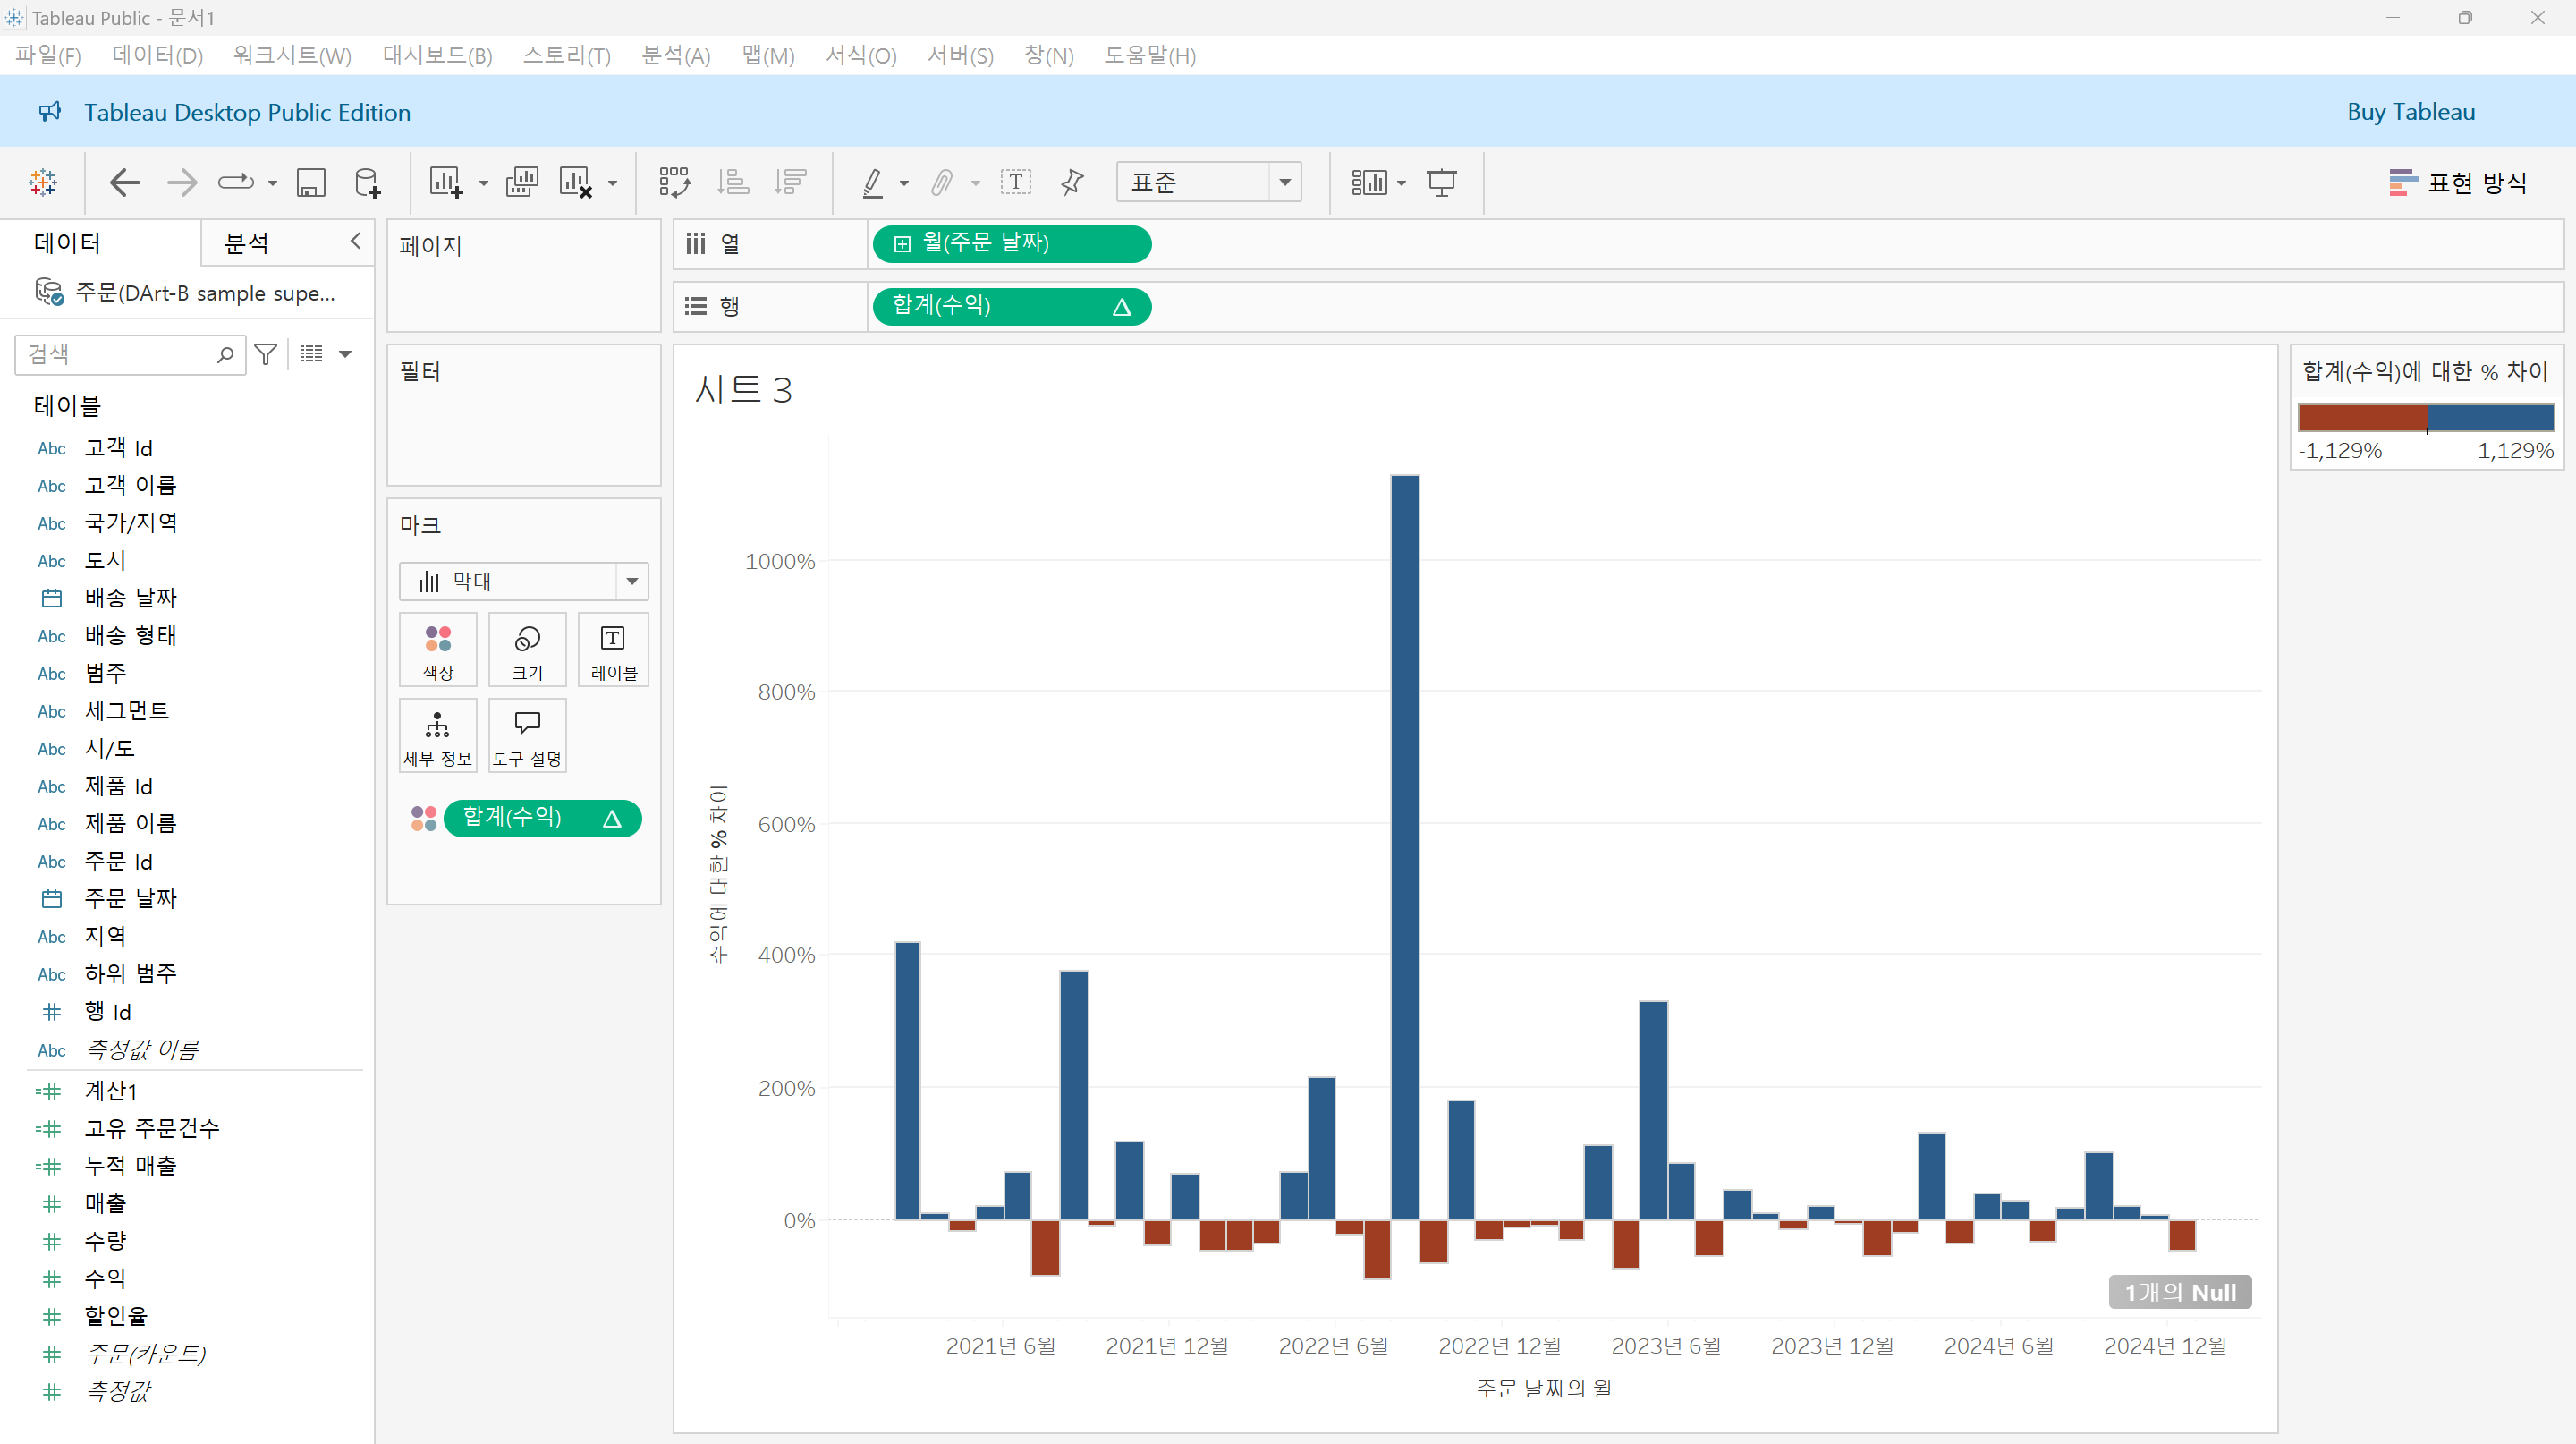 Tableau Public - 문서1
파일(F) 데이터(D) 워크시트(W) 대시보드(B) 스토리(T) 분석(A) 맵(M) 서식(O) 서버(S) 창(N) 도움말(H)
Tableau Desktop Public Edition
Buy Tableau
표준
표현 방식
데이터 분석
주문(DArt-B sample supe...
검색
테이블
Abc 고객 Id
Abc 고객 이름
Abc 국가/지역
Abc 도시
배송 날짜
Abc 배송 형태
Abc 범주
Abc 세그먼트
Abc 시/도
Abc 제품 Id
Abc 제품 이름
Abc 주문 Id
주문 날짜
Abc 지역
Abc 하위 범주
# 행 Id
Abc 측정값 이름
=# 계산1
=# 고유 주문건수
=# 누적 매출
# 매출
# 수량
# 수익
# 할인율
# 주문(카운트)
# 측정값
페이지
필터
마크
막대
색상 크기 레이블
세부 정보 도구 설명
합계(수익) Δ
열 월(주문 날짜)
행 합계(수익) Δ
시트 3
수익에 대한 % 차이
1000%
800%
600%
400%
200%
0%
1개의 Null
2021년 6월 2021년 12월 2022년 6월 2022년 12월 2023년 6월 2023년 12월 2024년 6월 2024년 12월
주문 날짜의 월
합계(수익)에 대한 % 차이
-1,129% 1,129%